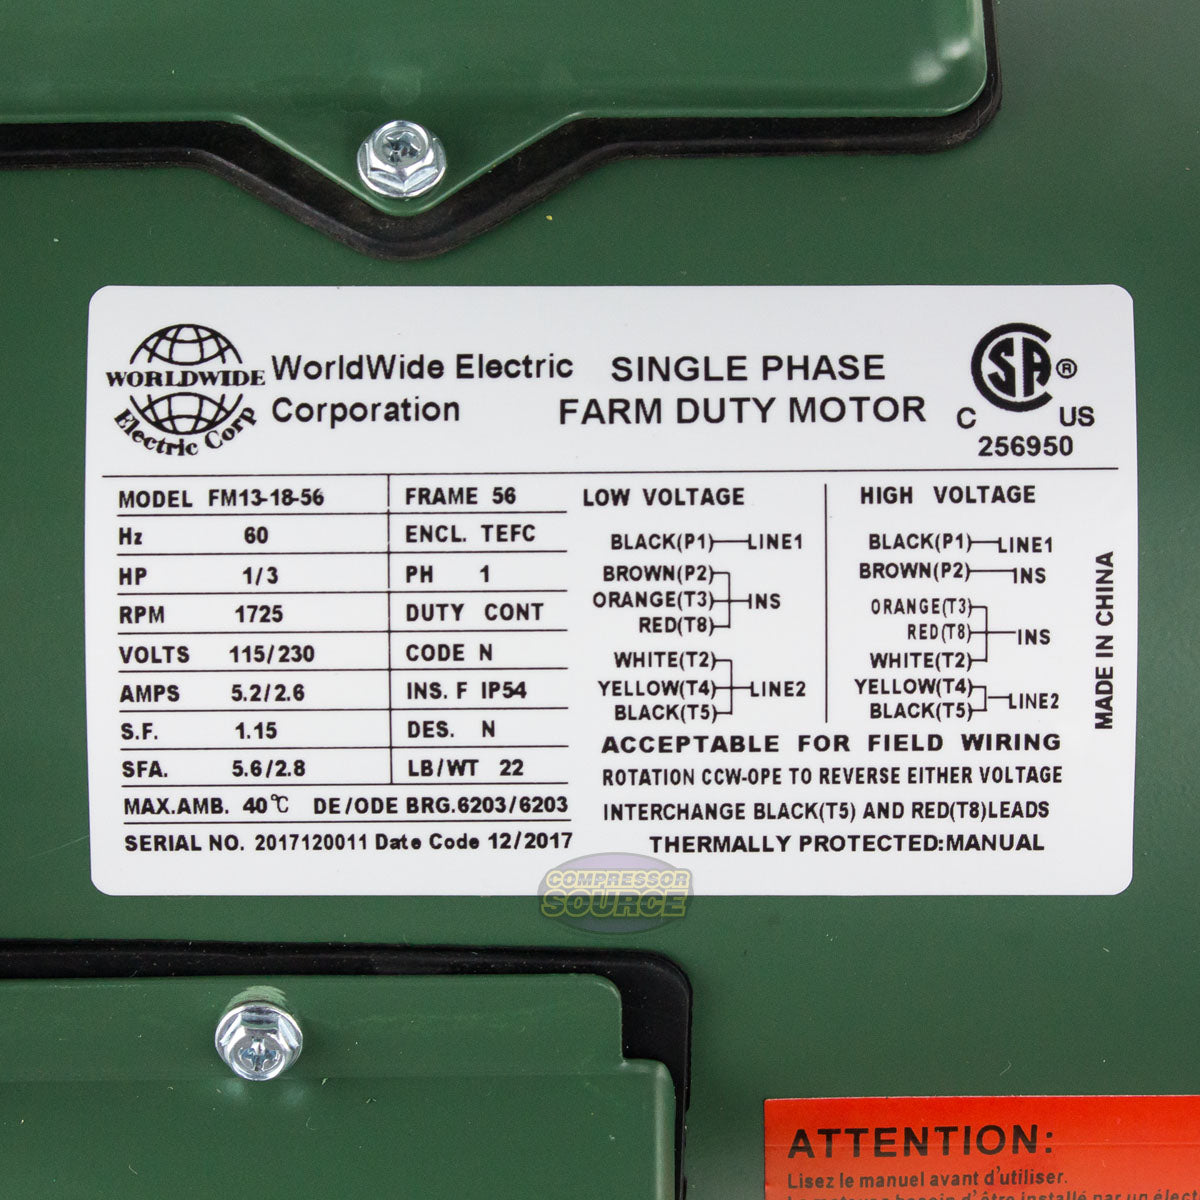 WORLDWIDE
Electric Corp
WorldWide Electric
Corporation
SINGLE PHASE
FARM DUTY MOTOR
SA ®
C US
256950
MODEL FM13-18-56
FRAME 56
Hz 60
ENCL. TEFC
HP 1/3
PH 1
RPM 1725
DUTY CONT
VOLTS 115/230
CODE N
AMPS 5.2/2.6
INS. F IP54
S.F. 1.15
DES. N
SFA. 5.6/2.8
LB/WT 22
MAX.AMB. 40℃ DE/ODE BRG.6203/6203
SERIAL NO. 2017120011 Date Code 12/2017
LOW VOLTAGE
BLACK(P1) LINE1
BROWN(P2)
ORANGE(T3) INS
RED(T8)
WHITE(T2)
YELLOW(T4) LINE2
BLACK(T5)
HIGH VOLTAGE
BLACK(P1) LINE1
BROWN(P2) INS
ORANGE(T3)
RED(T8) INS
WHITE(T2)
YELLOW(T4) LINE2
BLACK(T5)
ACCEPTABLE FOR FIELD WIRING
ROTATION CCW-OPE TO REVERSE EITHER VOLTAGE
INTERCHANGE BLACK(T5) AND RED(T8)LEADS
THERMALLY PROTECTED:MANUAL
MADE IN CHINA
COMPRESSOR
SOURCE
ATTENTION:
Lisez le manuel avant d'utiliser.